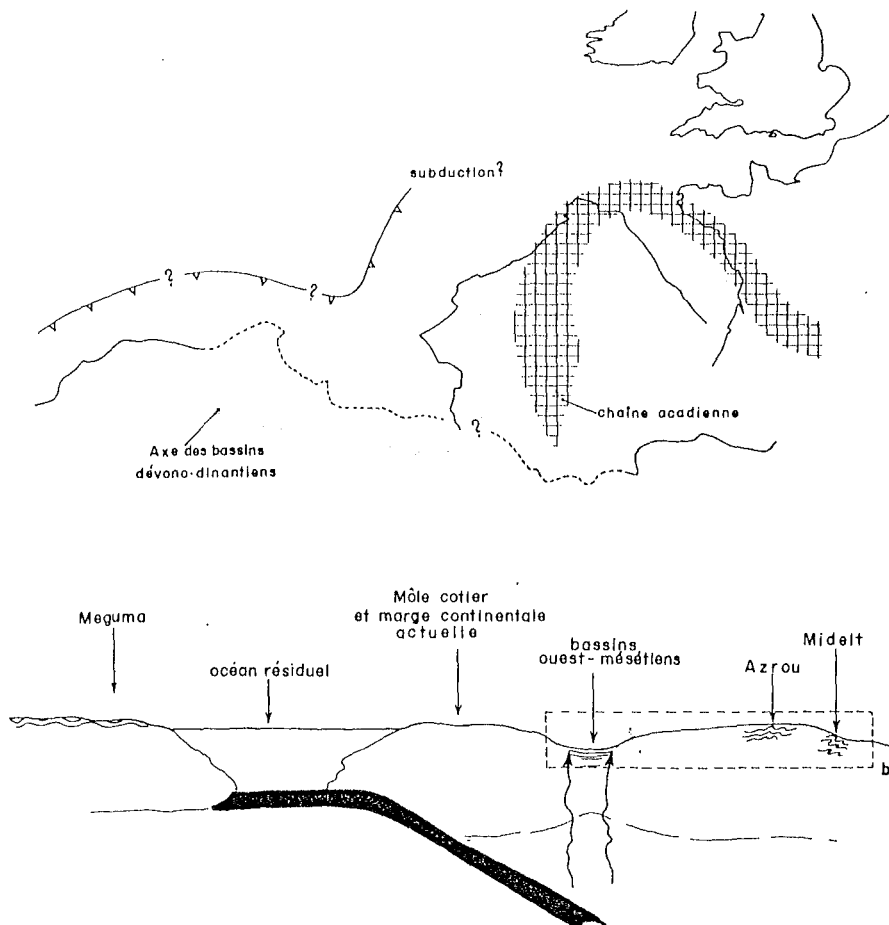 subduction?
?
?
chaîne acadienne
?
Axe des bassins
dévono-dinantiens
Meguma
océan résiduel
Môle cotier
et marge continentale
actuelle
bassins
ouest-mésétiens
Azrou
Midelt
b